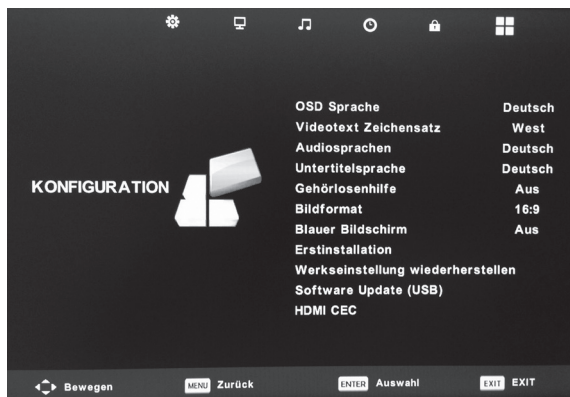 KONFIGURATION
OSD Sprache Deutsch
Videotext Zeichensatz West
Audiosprachen Deutsch
Untertitelsprache Deutsch
Gehörlosenhilfe Aus
Bildformat 16:9
Blauer Bildschirm Aus
Erstinstallation
Werkseinstellung wiederherstellen
Software Update (USB)
HDMI CEC
Bewegen MENU Zurück ENTER Auswahl EXIT EXIT